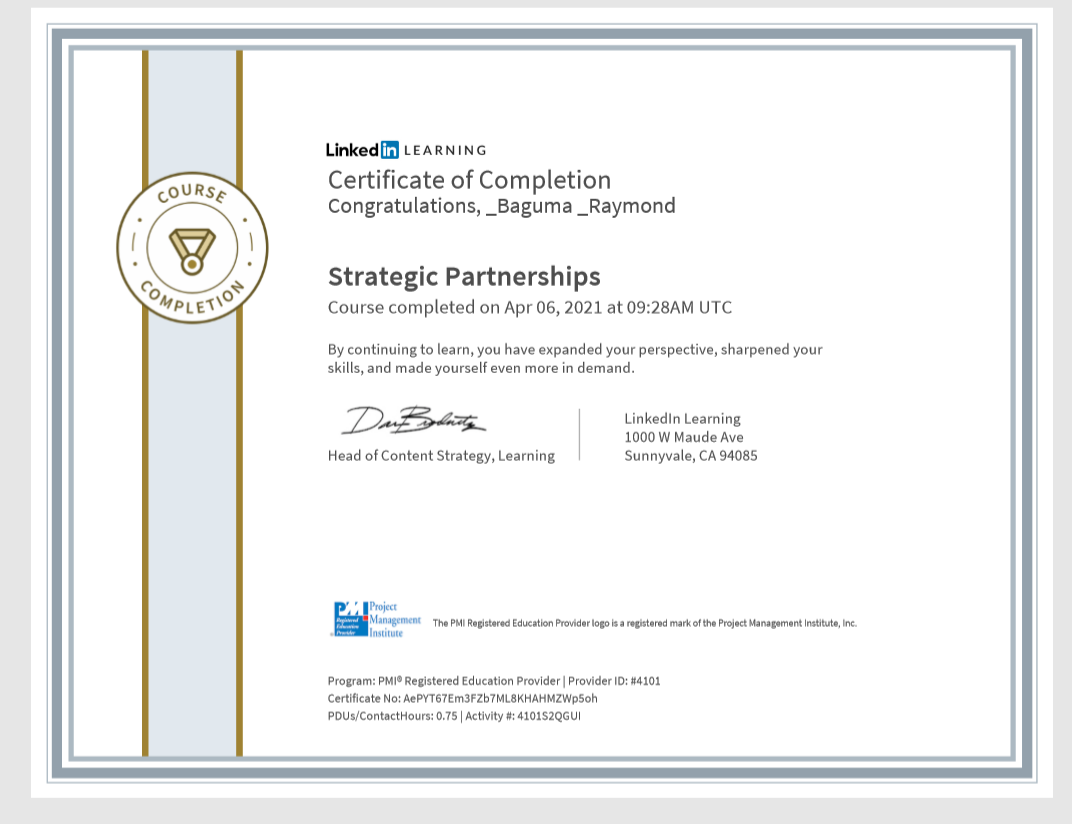 COURSE
COMPLETION
Linked in LEARNING
Certificate of Completion
Congratulations, _Baguma _Raymond
Strategic Partnerships
Course completed on Apr 06, 2021 at 09:28AM UTC
By continuing to learn, you have expanded your perspective, sharpened your
skills, and made yourself even more in demand.
Head of Content Strategy, Learning
LinkedIn Learning
1000 W Maude Ave
Sunnyvale, CA 94085
PMI
Registered
Education
Provider
Project
Management
Institute
The PMI Registered Education Provider logo is a registered mark of the Project Management Institute, Inc.
Program: PMI® Registered Education Provider | Provider ID: #4101
Certificate No: AePYT67Em3FZb7ML8KHAHMZWp5oh
PDUs/ContactHours: 0.75 | Activity #: 4101S2QGUI